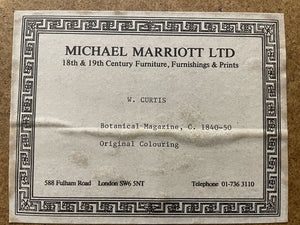 MICHAEL MARRIOTT LTD
18th & 19th Century Furniture, Furnishings & Prints
W. CURTIS
Botanical Magazine, C. 1840-50
Original Colouring
588 Fulham Road London SW6 5NT Telephone 01-736 3110